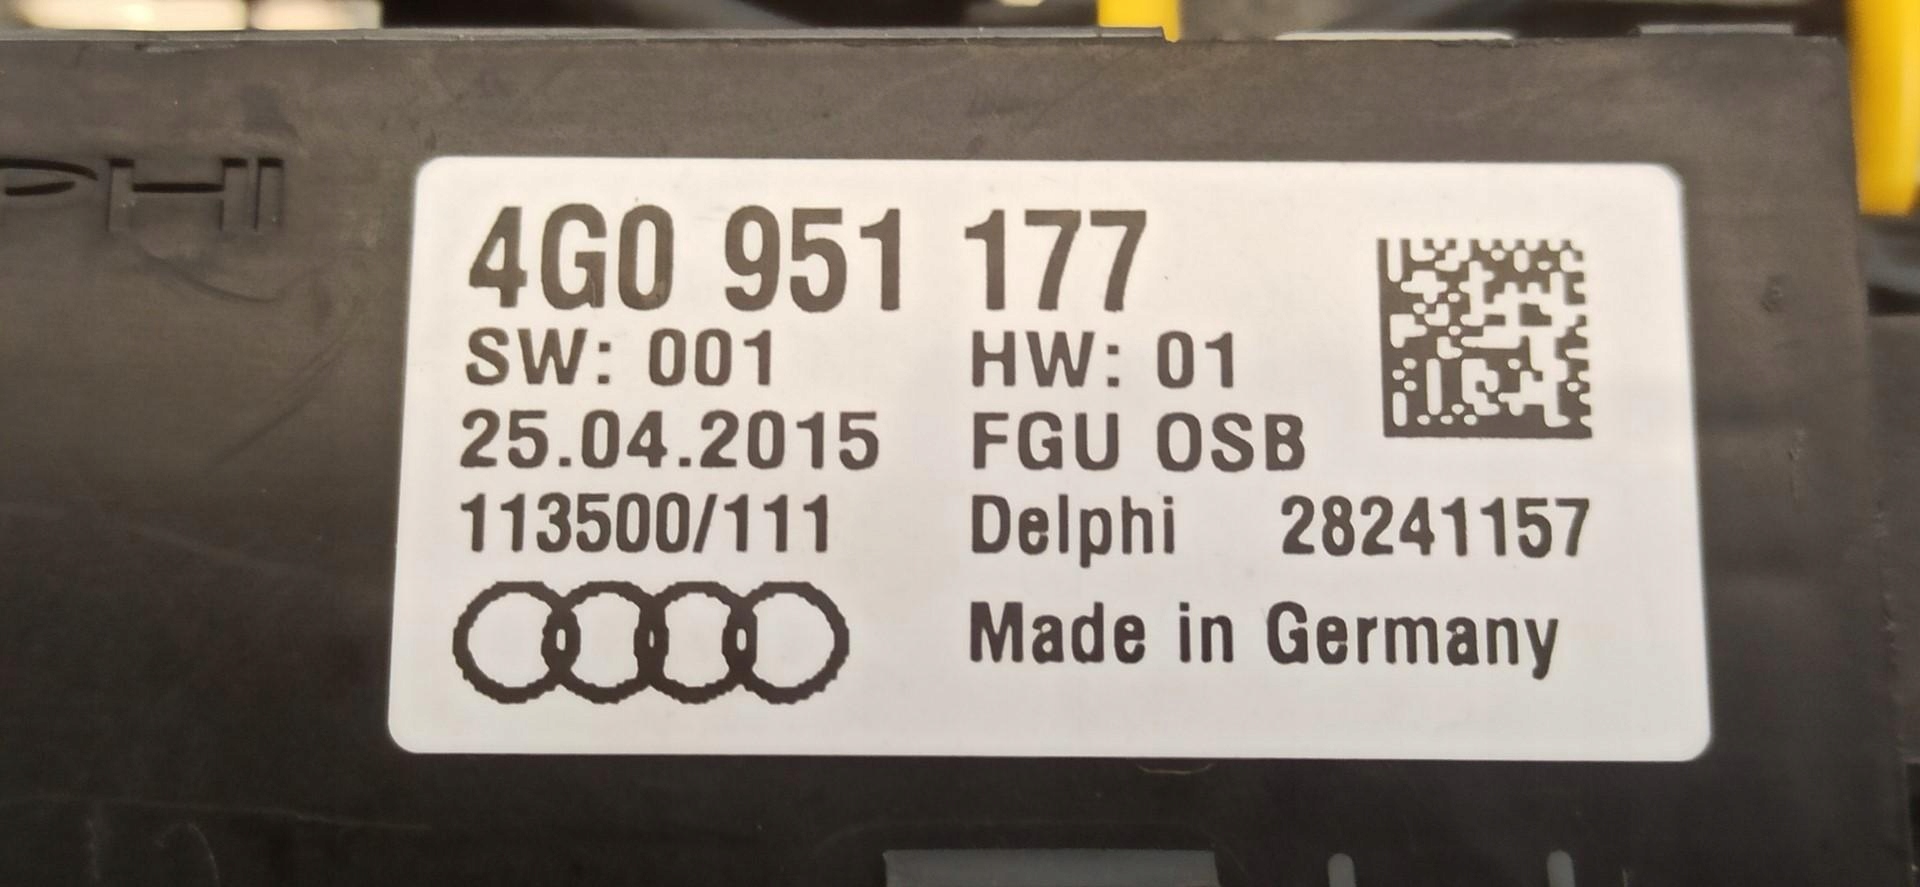 PHI
4G0 951 177
SW: 001 HW: 01
25.04.2015 FGU OSB
113500/111 Delphi 28241157
Made in Germany